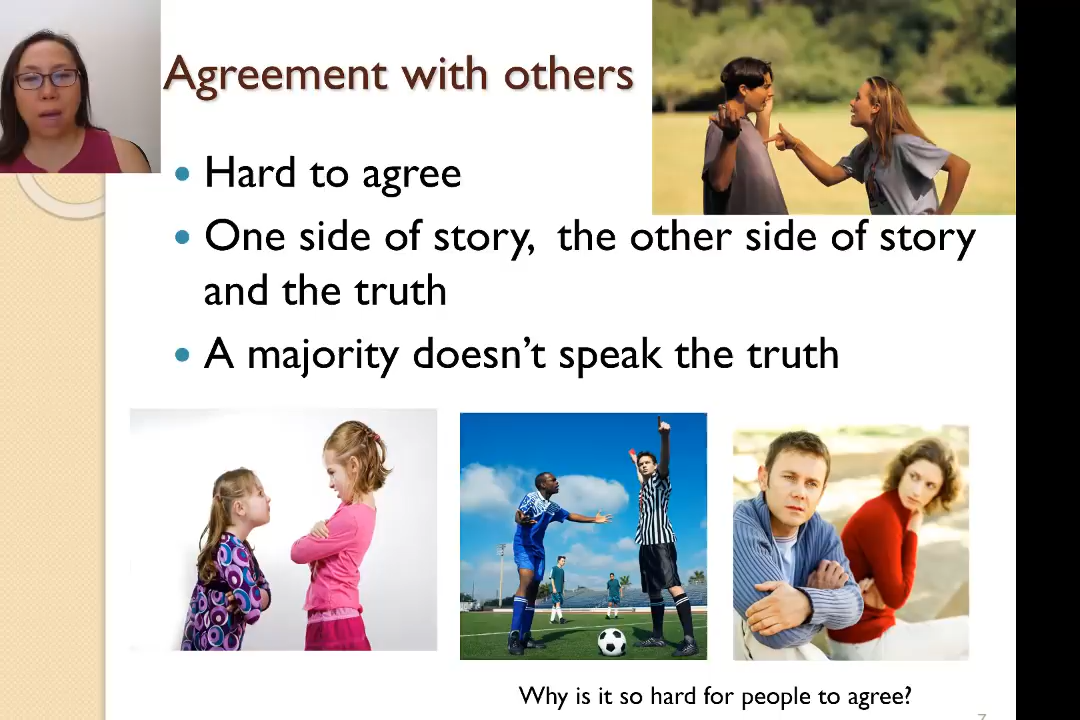 Agreement with others
Hard to agree
One side of story, the other side of story
and the truth
A majority doesn't speak the truth
Why is it so hard for people to agree?